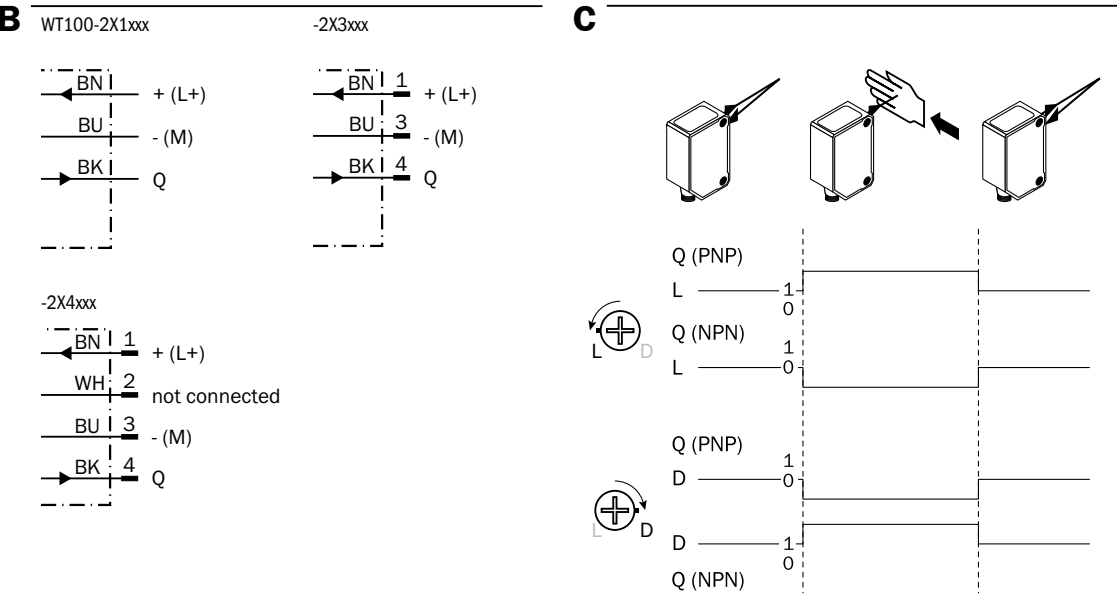 B
WT100-2X1xxx
BN + (L+)
BU - (M)
BK Q
-2X3xxx
BN 1 + (L+)
BU 3 - (M)
BK 4 Q
-2X4xxx
BN 1 + (L+)
WH 2 not connected
BU 3 - (M)
BK 4 Q
C
Q (PNP)
L 1
0
L D
Q (NPN)
1
L 0
Q (PNP)
1
D 0
L D
D 1
0
Q (NPN)